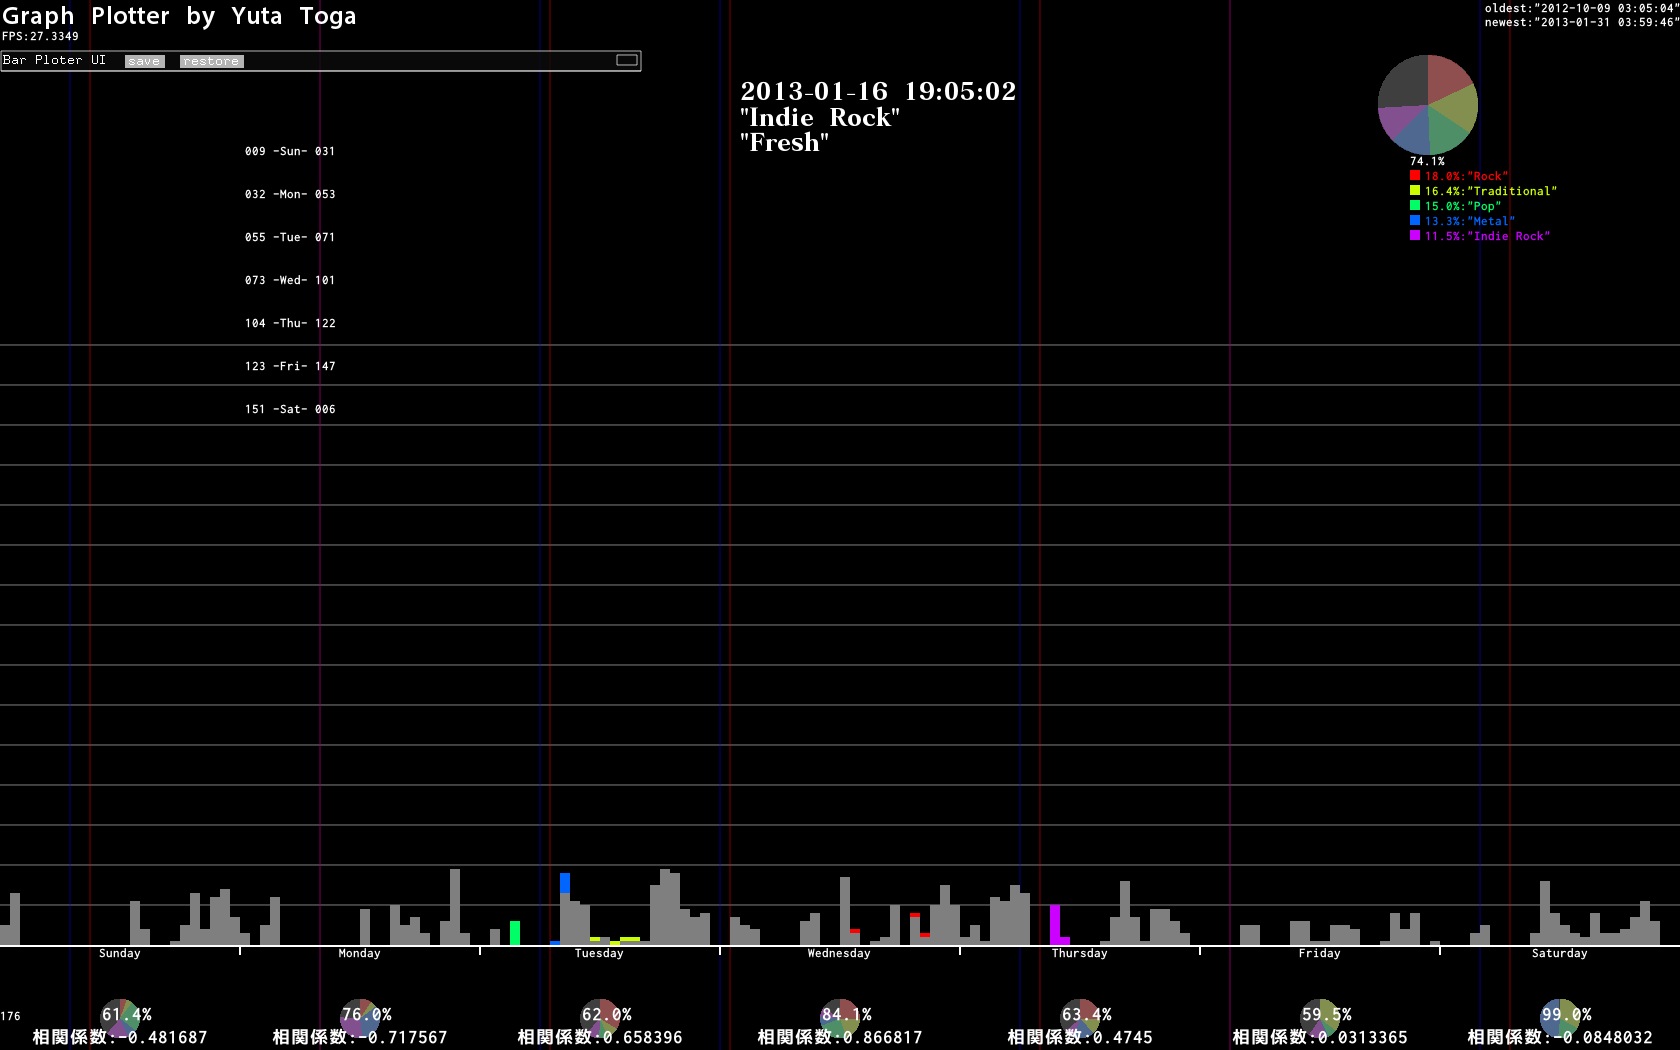 Graph Plotter by Yuta Toga
FPS:27.3349
oldest:"2012-10-09 03:05:04"
newest:"2013-01-31 03:59:46"
Bar Ploter UI save restore
2013-01-16 19:05:02
"Indie Rock"
"Fresh"
74.1%
18.0%:"Rock"
16.4%:"Traditional"
15.0%:"Pop"
13.3%:"Metal"
11.5%:"Indie Rock"
009 -Sun- 031
032 -Mon- 053
055 -Tue- 071
073 -Wed- 101
104 -Thu- 122
123 -Fri- 147
151 -Sat- 006
Sunday Monday Tuesday Wednesday Thursday Friday Saturday
176 61.4% 76.0% 62.0% 84.1% 63.4% 59.5% 99.0%
相関係数:-0.481687 相関係数:-0.717567 相関係数:0.658396 相関係数:0.866817 相関係数:0.4745 相関係数:0.0313365 相関係数:-0.0848032